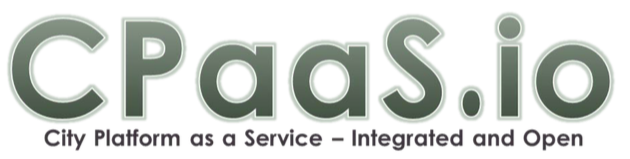 CPaaS.io
City Platform as a Service – Integrated and Open